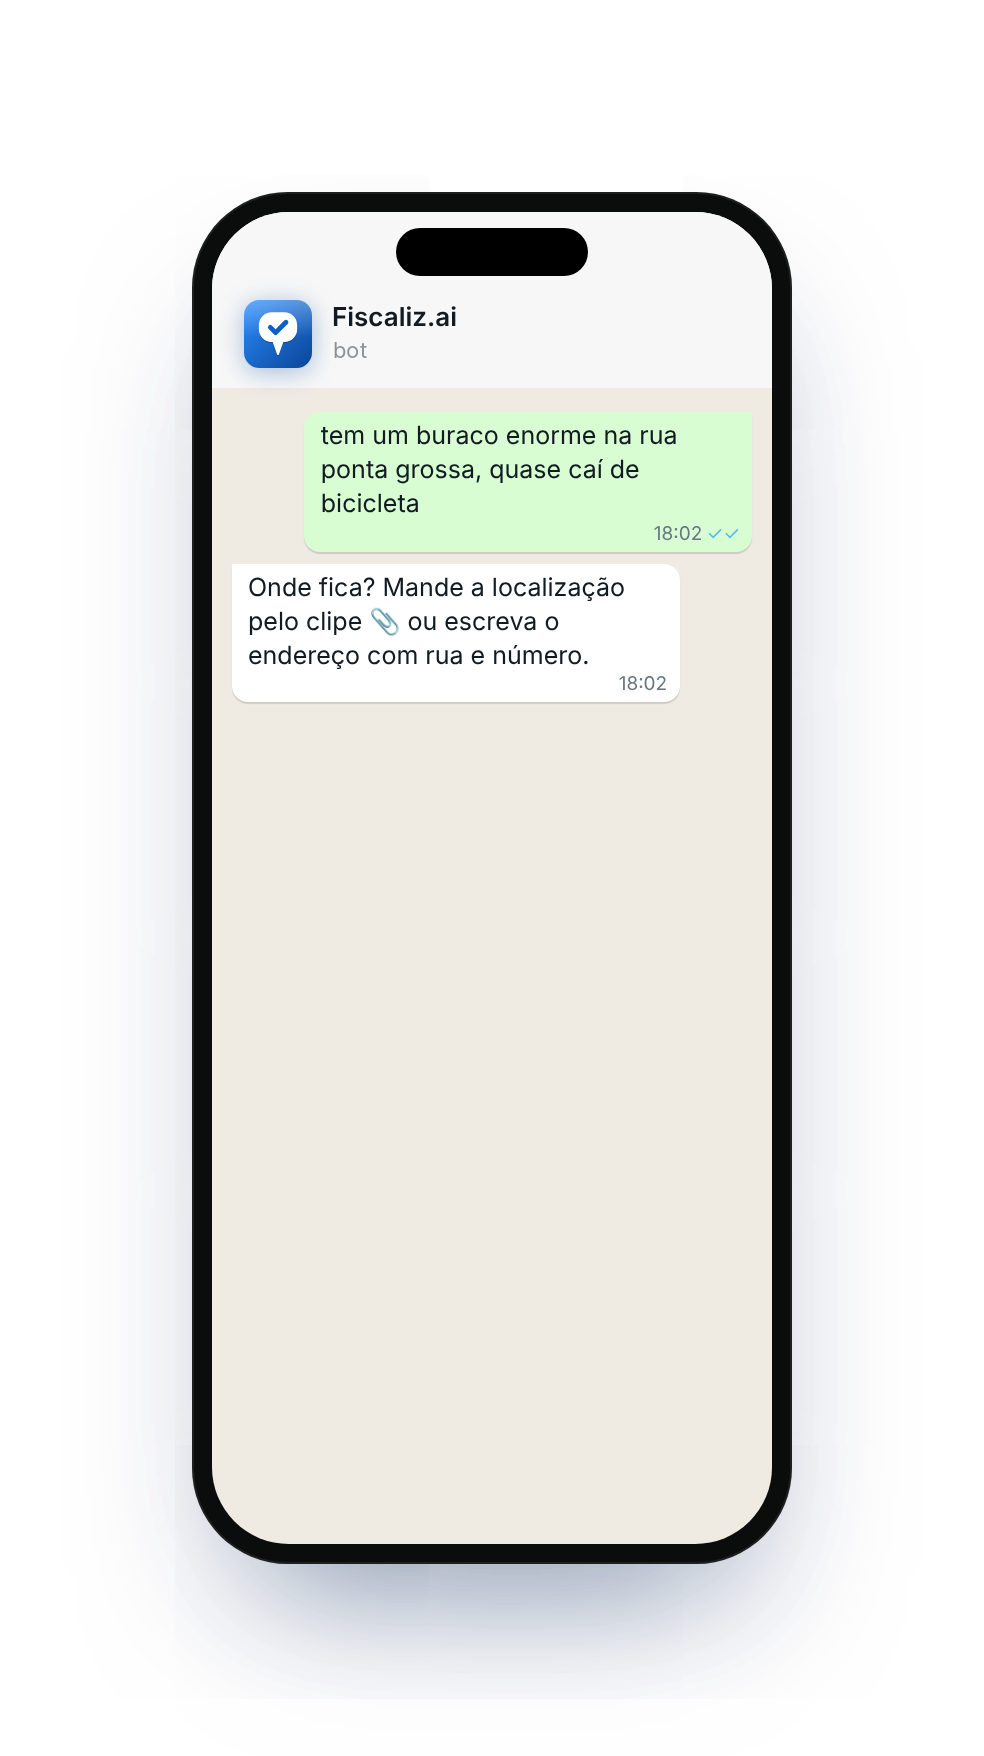 Fiscaliz.ai
bot
tem um buraco enorme na rua
ponta grossa, quase caí de
bicicleta
18:02
Onde fica? Mande a localização
pelo clipe 📎 ou escreva o
endereço com rua e número.
18:02